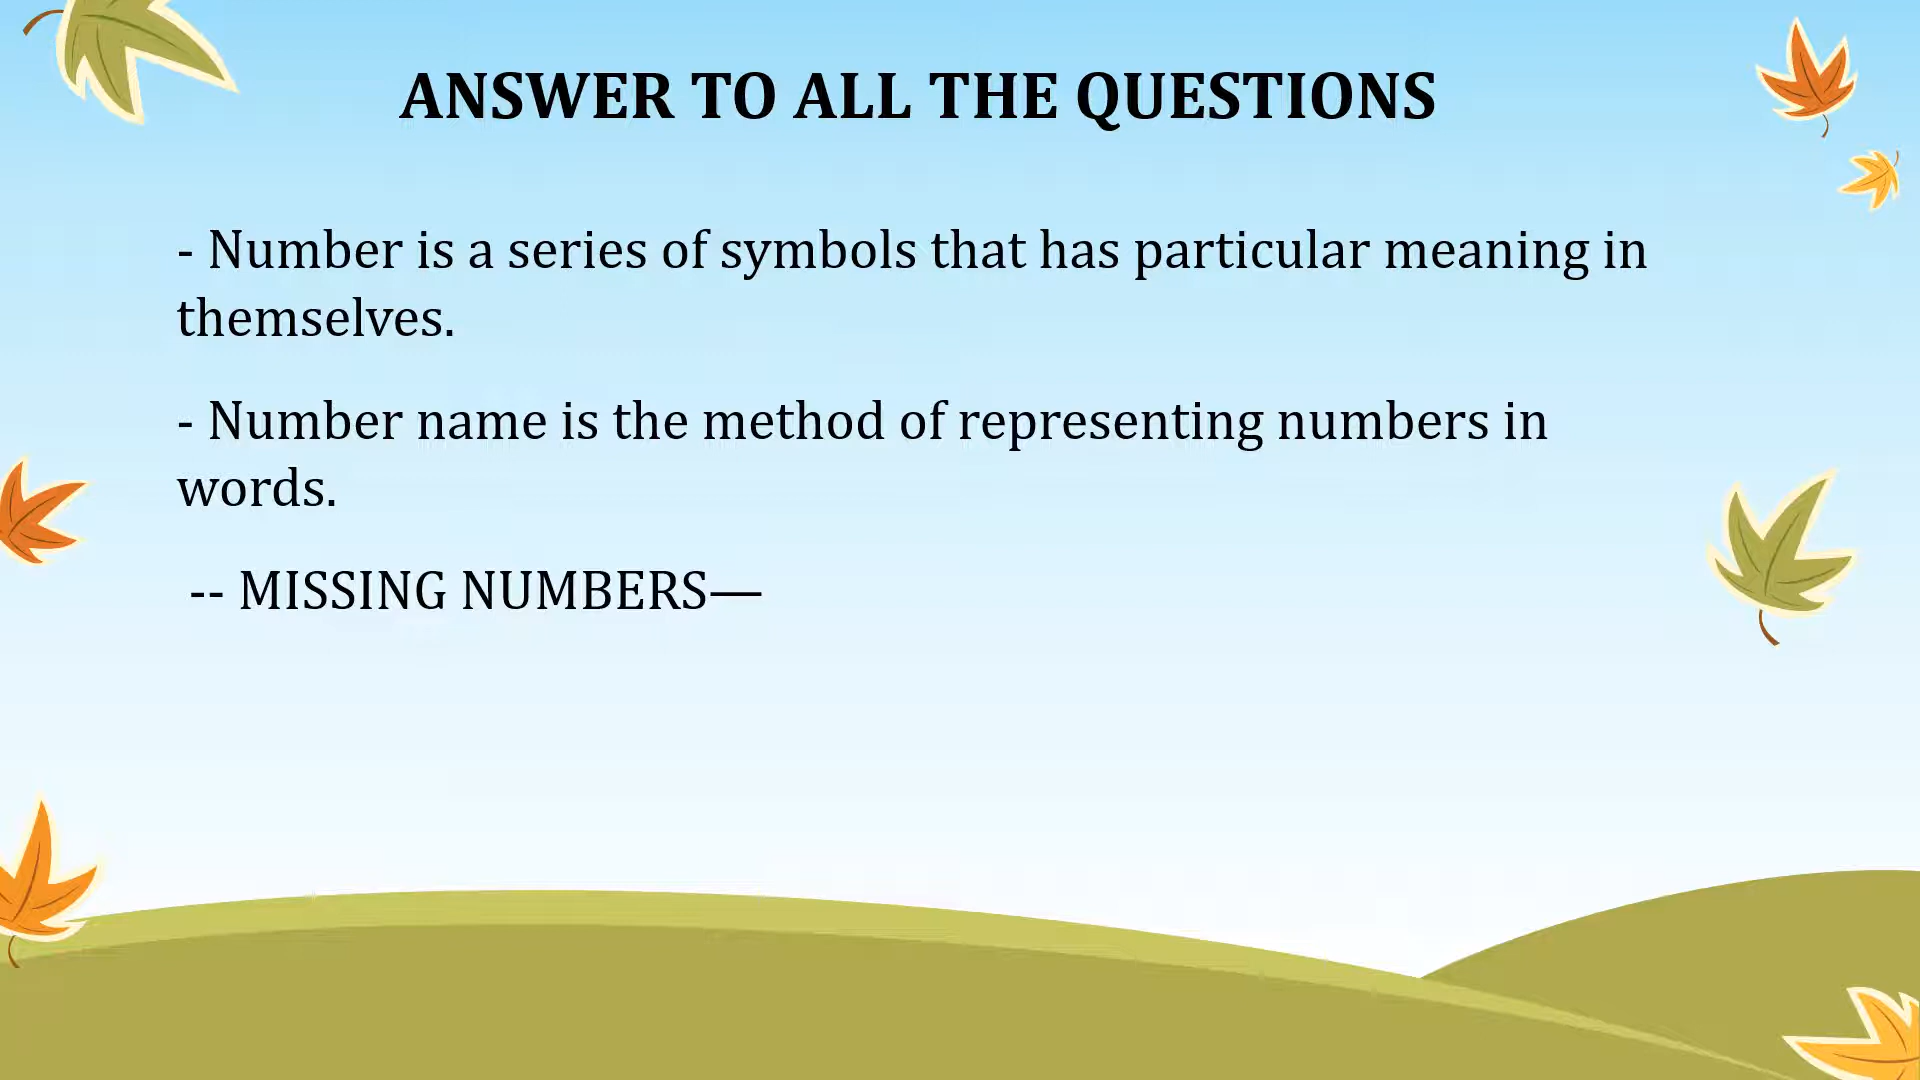 ANSWER TO ALL THE QUESTIONS
- Number is a series of symbols that has particular meaning in
themselves.
- Number name is the method of representing numbers in
words.
-- MISSING NUMBERS—